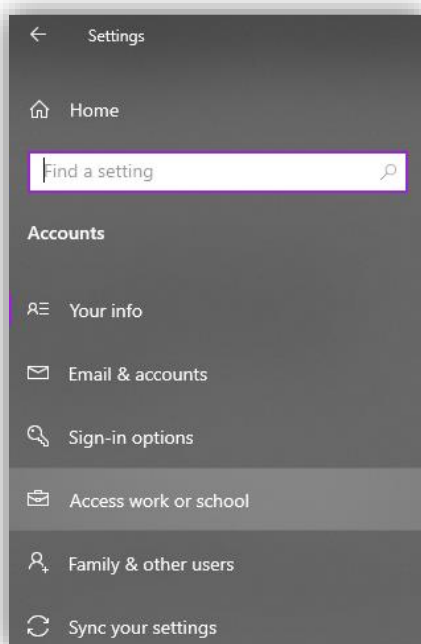 Settings
Home
Find a setting
Accounts
Your info
Email & accounts
Sign-in options
Access work or school
Family & other users
Sync your settings